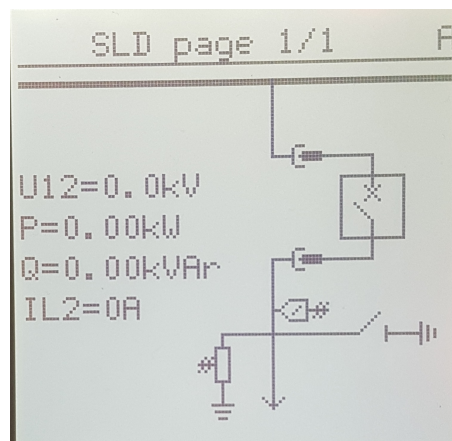 SLD page 1/1
U12=0.0kV
P=0.00kW
Q=0.00kVAr
IL2=0A